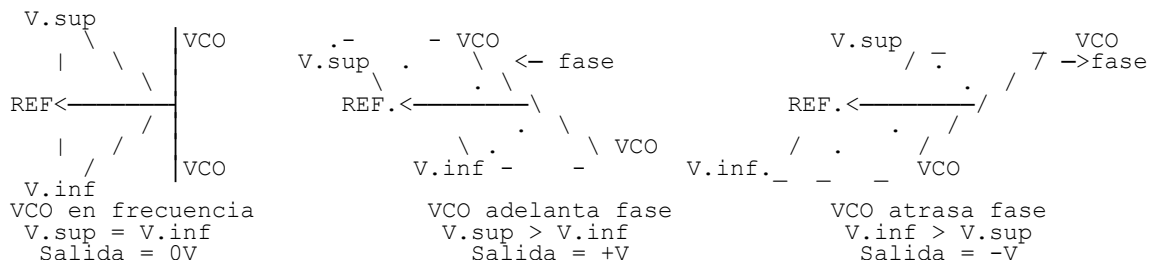 V.sup
VCO
VCO
V.sup
VCO
V.sup
<— fase
—>fase
REF<
REF.<
REF.<
VCO
VCO
V.inf
V.inf.
VCO
V.inf
VCO en frecuencia
VCO adelanta fase
VCO atrasa fase
V.sup = V.inf
V.sup > V.inf
V.inf > V.sup
Salida = 0V
Salida = +V
Salida = -V